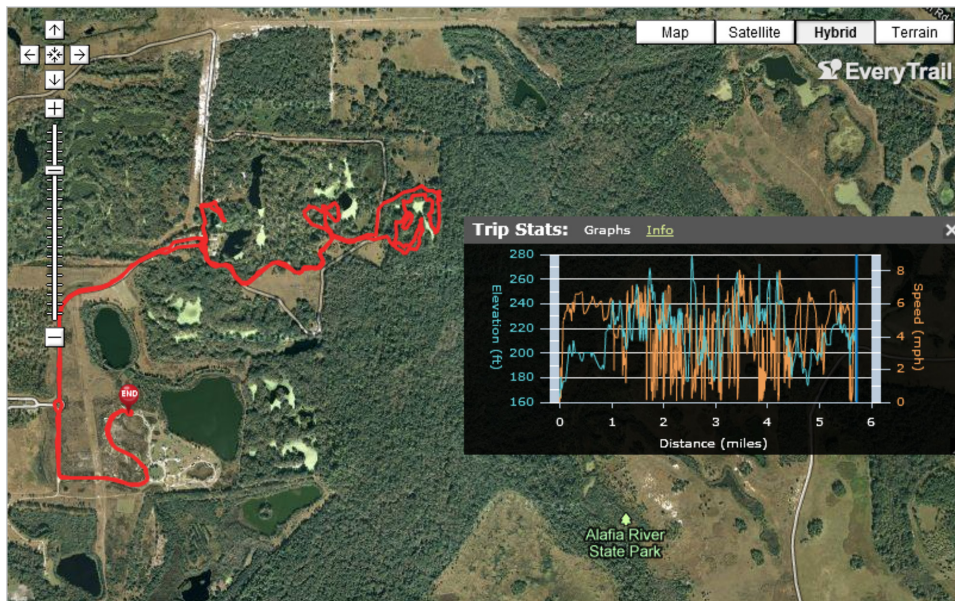 Map
Satellite
Hybrid
Terrain
EveryTrail
© 2009
END
Trip Stats:
Graphs
Info
X
280
260
240
220
200
180
160
Elevation (ft)
8
6
4
2
0
Speed (mph)
0
1
2
3
4
5
6
Distance (miles)
Alafia River
State Park